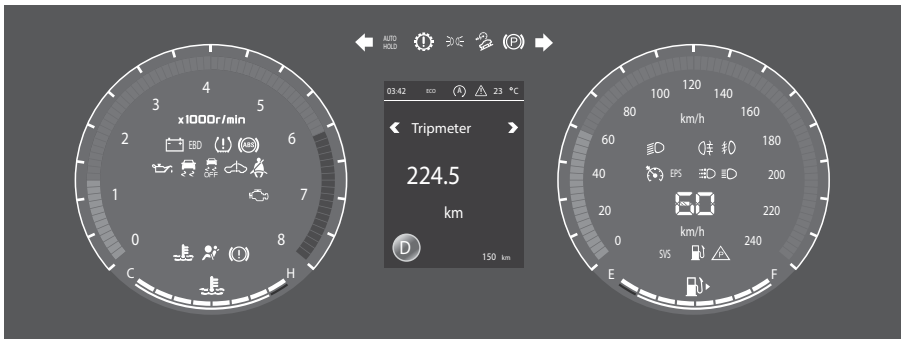 AUTO HOLD
03:42 ECO A 23 °C
Tripmeter
224.5
km
D
150 km
4
3 5
x1000r/min
2 6
EBD ABS
OFF
1 7
0 8
C H
120
100 140
80 km/h 160
60 180
40 EPS 200
60
20 220
km/h
0 240
SVS P
E F
P